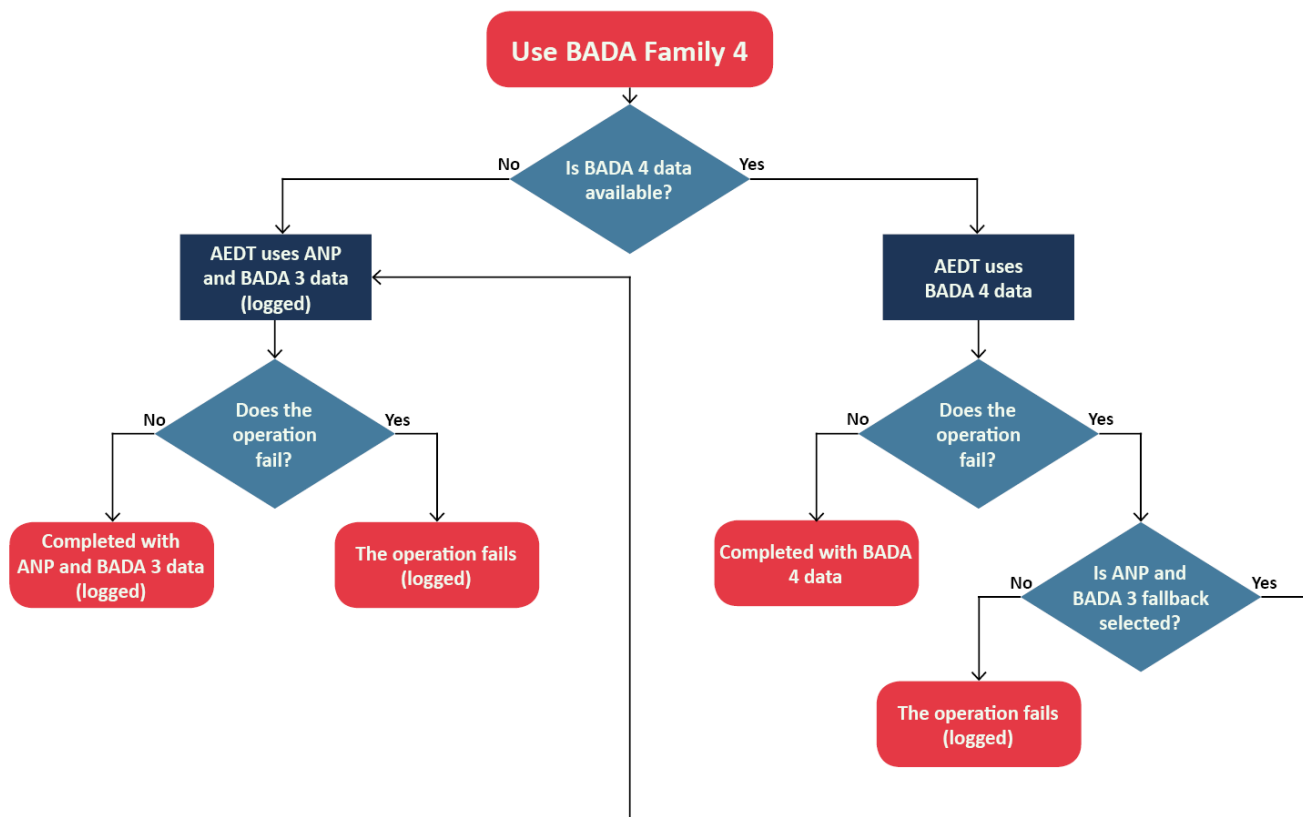 Use BADA Family 4
No
Is BADA 4 data
available?
Yes
AEDT uses ANP
and BADA 3 data
(logged)
AEDT uses
BADA 4 data
No
Does the
operation
fail?
Yes
No
Does the
operation
fail?
Yes
Completed with
ANP and BADA 3 data
(logged)
The operation fails
(logged)
Completed with BADA
4 data
No
Is ANP and
BADA 3 fallback
selected?
Yes
The operation fails
(logged)